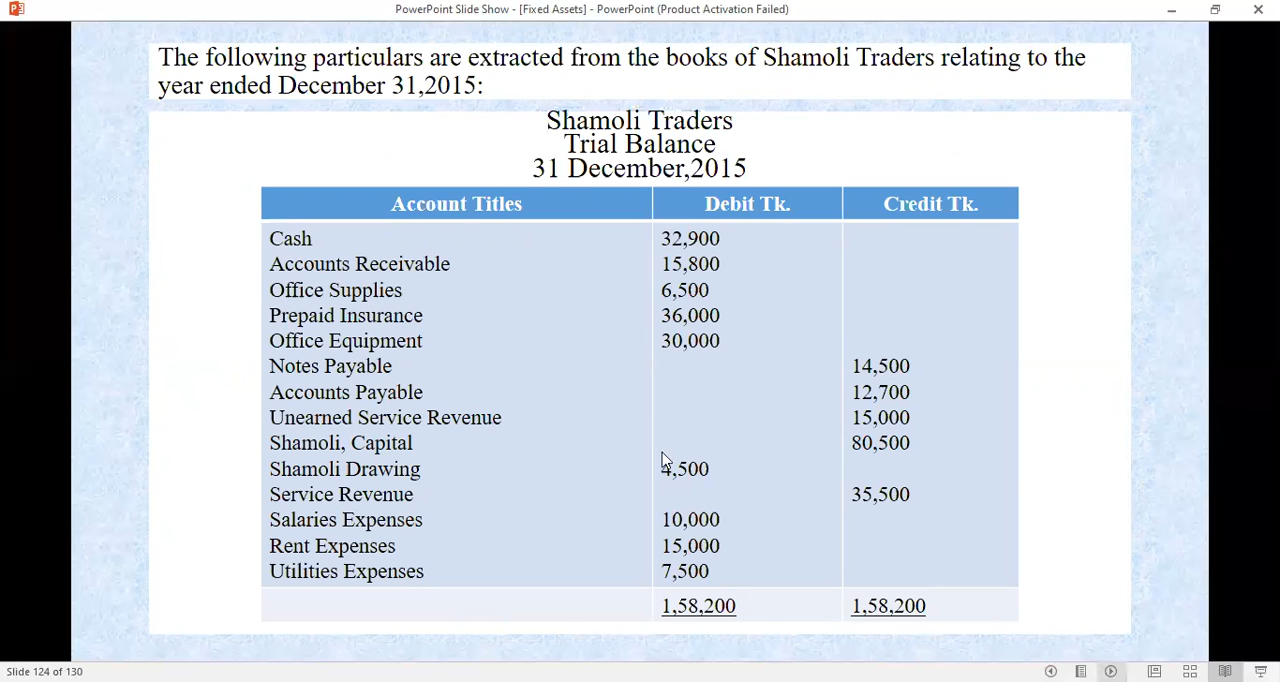 PowerPoint Slide Show - [Fixed Assets] - PowerPoint (Product Activation Failed)
The following particulars are extracted from the books of Shamoli Traders relating to the
year ended December 31,2015:
Shamoli Traders
Trial Balance
31 December,2015
Account Titles Debit Tk. Credit Tk.
Cash 32,900
Accounts Receivable 15,800
Office Supplies 6,500
Prepaid Insurance 36,000
Office Equipment 30,000
Notes Payable 14,500
Accounts Payable 12,700
Unearned Service Revenue 15,000
Shamoli, Capital 80,500
Shamoli Drawing 4,500
Service Revenue 35,500
Salaries Expenses 10,000
Rent Expenses 15,000
Utilities Expenses 7,500
1,58,200 1,58,200
Slide 124 of 130